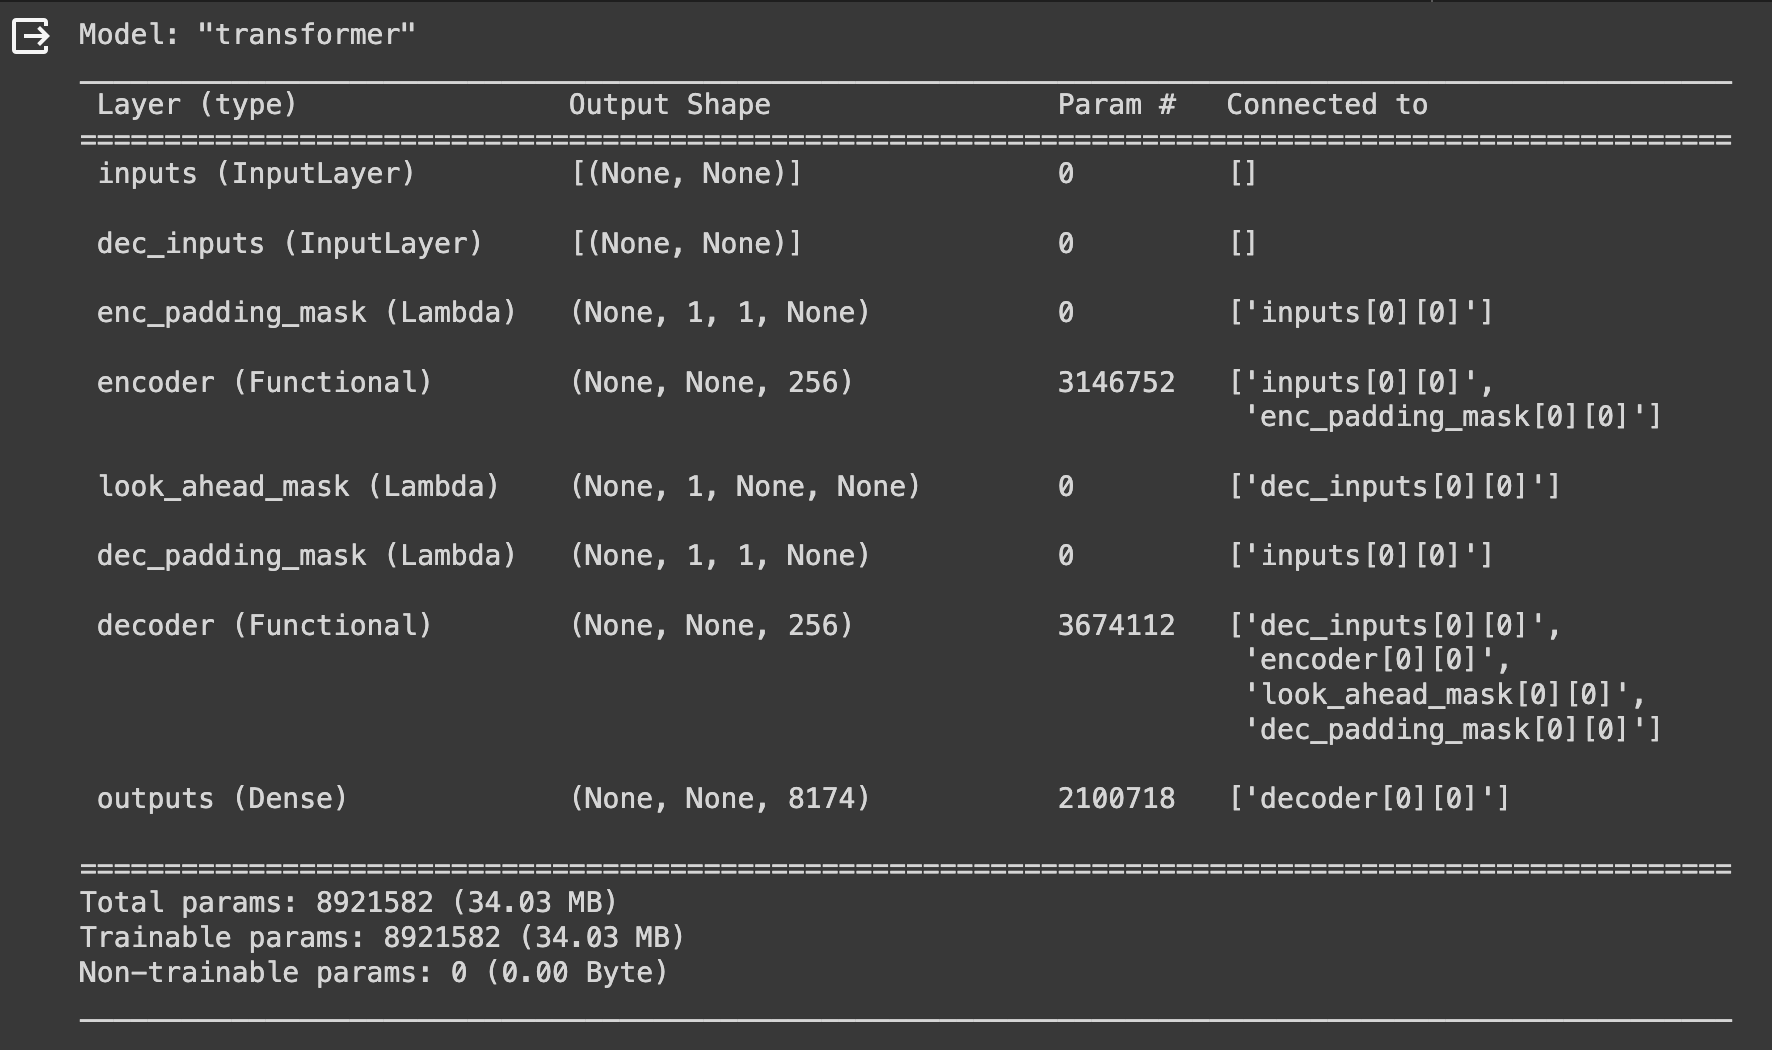 Model: "transformer"
Layer (type) Output Shape Param # Connected to
==================================================================================================
inputs (InputLayer) [(None, None)] 0 []
dec_inputs (InputLayer) [(None, None)] 0 []
enc_padding_mask (Lambda) (None, 1, 1, None) 0 ['inputs[0][0]']
encoder (Functional) (None, None, 256) 3146752 ['inputs[0][0]',
'enc_padding_mask[0][0]']
look_ahead_mask (Lambda) (None, 1, None, None) 0 ['dec_inputs[0][0]']
dec_padding_mask (Lambda) (None, 1, 1, None) 0 ['inputs[0][0]']
decoder (Functional) (None, None, 256) 3674112 ['dec_inputs[0][0]',
'encoder[0][0]',
'look_ahead_mask[0][0]',
'dec_padding_mask[0][0]']
outputs (Dense) (None, None, 8174) 2100718 ['decoder[0][0]']
==================================================================================================
Total params: 8921582 (34.03 MB)
Trainable params: 8921582 (34.03 MB)
Non-trainable params: 0 (0.00 Byte)